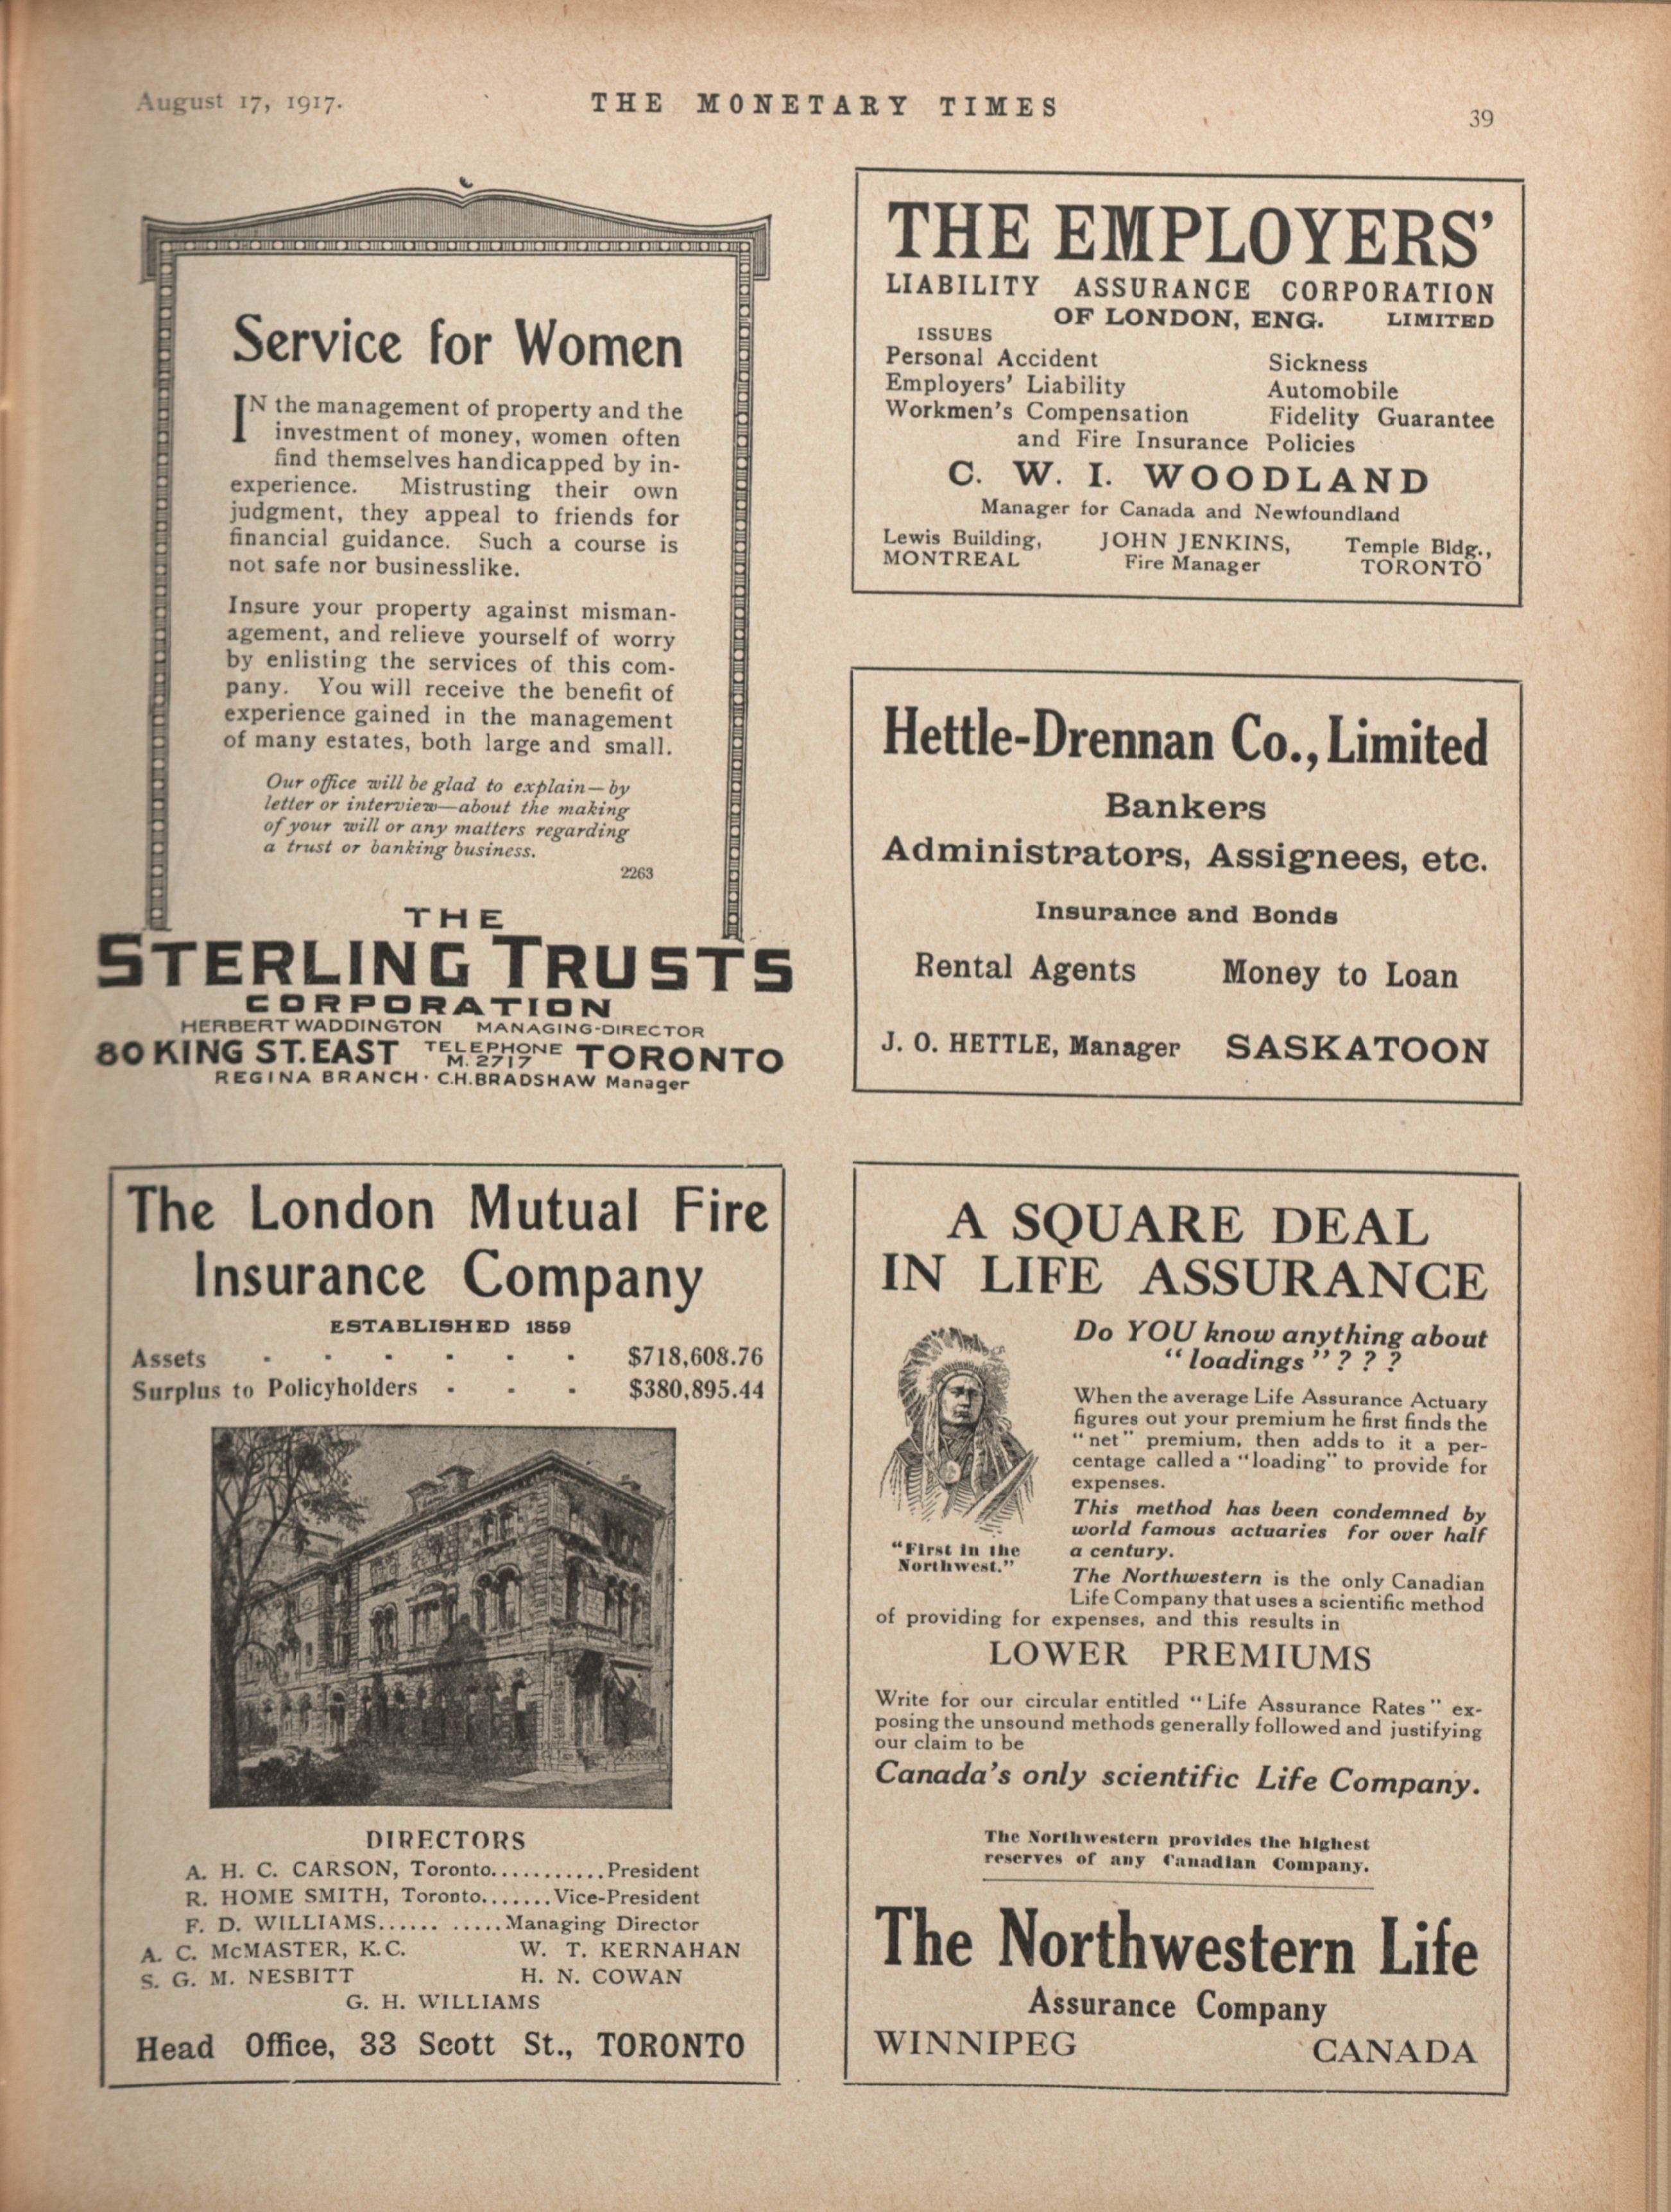 August 17, 1917.
THE MONETARY TIMES
39
Service for Women
IN the management of property and the
investment of money, women often
find themselves handicapped by in-
experience. Mistrusting their own
judgment, they appeal to friends for
financial guidance. Such a course is
not safe nor businesslike.
Insure your property against misman-
agement, and relieve yourself of worry
by enlisting the services of this com-
pany. You will receive the benefit of
experience gained in the management
of many estates, both large and small.
Our office will be glad to explain—by
letter or interview—about the making
of your will or any matters regarding
a trust or banking business.
2263
THE
STERLING TRUSTS
CORPORATION
HERBERT WADDINGTON MANAGING-DIRECTOR
80 KING ST. EAST TELEPHONE M. 2717 TORONTO
REGINA BRANCH · C.H. BRADSHAW Manager
The London Mutual Fire
Insurance Company
ESTABLISHED 1859
Assets - - - - - - $718,608.76
Surplus to Policyholders - - - $380,895.44
DIRECTORS
A. H. C. CARSON, Toronto...........President
R. HOME SMITH, Toronto.......Vice-President
F. D. WILLIAMS...... .....Managing Director
A. C. McMASTER, K.C. W. T. KERNAHAN
S. G. M. NESBITT H. N. COWAN
G. H. WILLIAMS
Head Office, 33 Scott St., TORONTO
THE EMPLOYERS'
LIABILITY ASSURANCE CORPORATION
OF LONDON, ENG. LIMITED
ISSUES
Personal Accident Sickness
Employers' Liability Automobile
Workmen's Compensation Fidelity Guarantee
and Fire Insurance Policies
C. W. I. WOODLAND
Manager for Canada and Newfoundland
Lewis Building, JOHN JENKINS, Temple Bldg.,
MONTREAL Fire Manager TORONTO
Hettle-Drennan Co., Limited
Bankers
Administrators, Assignees, etc.
Insurance and Bonds
Rental Agents Money to Loan
J. O. HETTLE, Manager SASKATOON
A SQUARE DEAL
IN LIFE ASSURANCE
Do YOU know anything about
"loadings"? ? ?
When the average Life Assurance Actuary
figures out your premium he first finds the
"net" premium, then adds to it a per-
centage called a "loading" to provide for
expenses.
This method has been condemned by
world famous actuaries for over half
a century.
"First in the
Northwest."
The Northwestern is the only Canadian
Life Company that uses a scientific method
of providing for expenses, and this results in
LOWER PREMIUMS
Write for our circular entitled "Life Assurance Rates" ex-
posing the unsound methods generally followed and justifying
our claim to be
Canada's only scientific Life Company.
The Northwestern provides the highest
reserves of any Canadian Company.
The Northwestern Life
Assurance Company
WINNIPEG CANADA